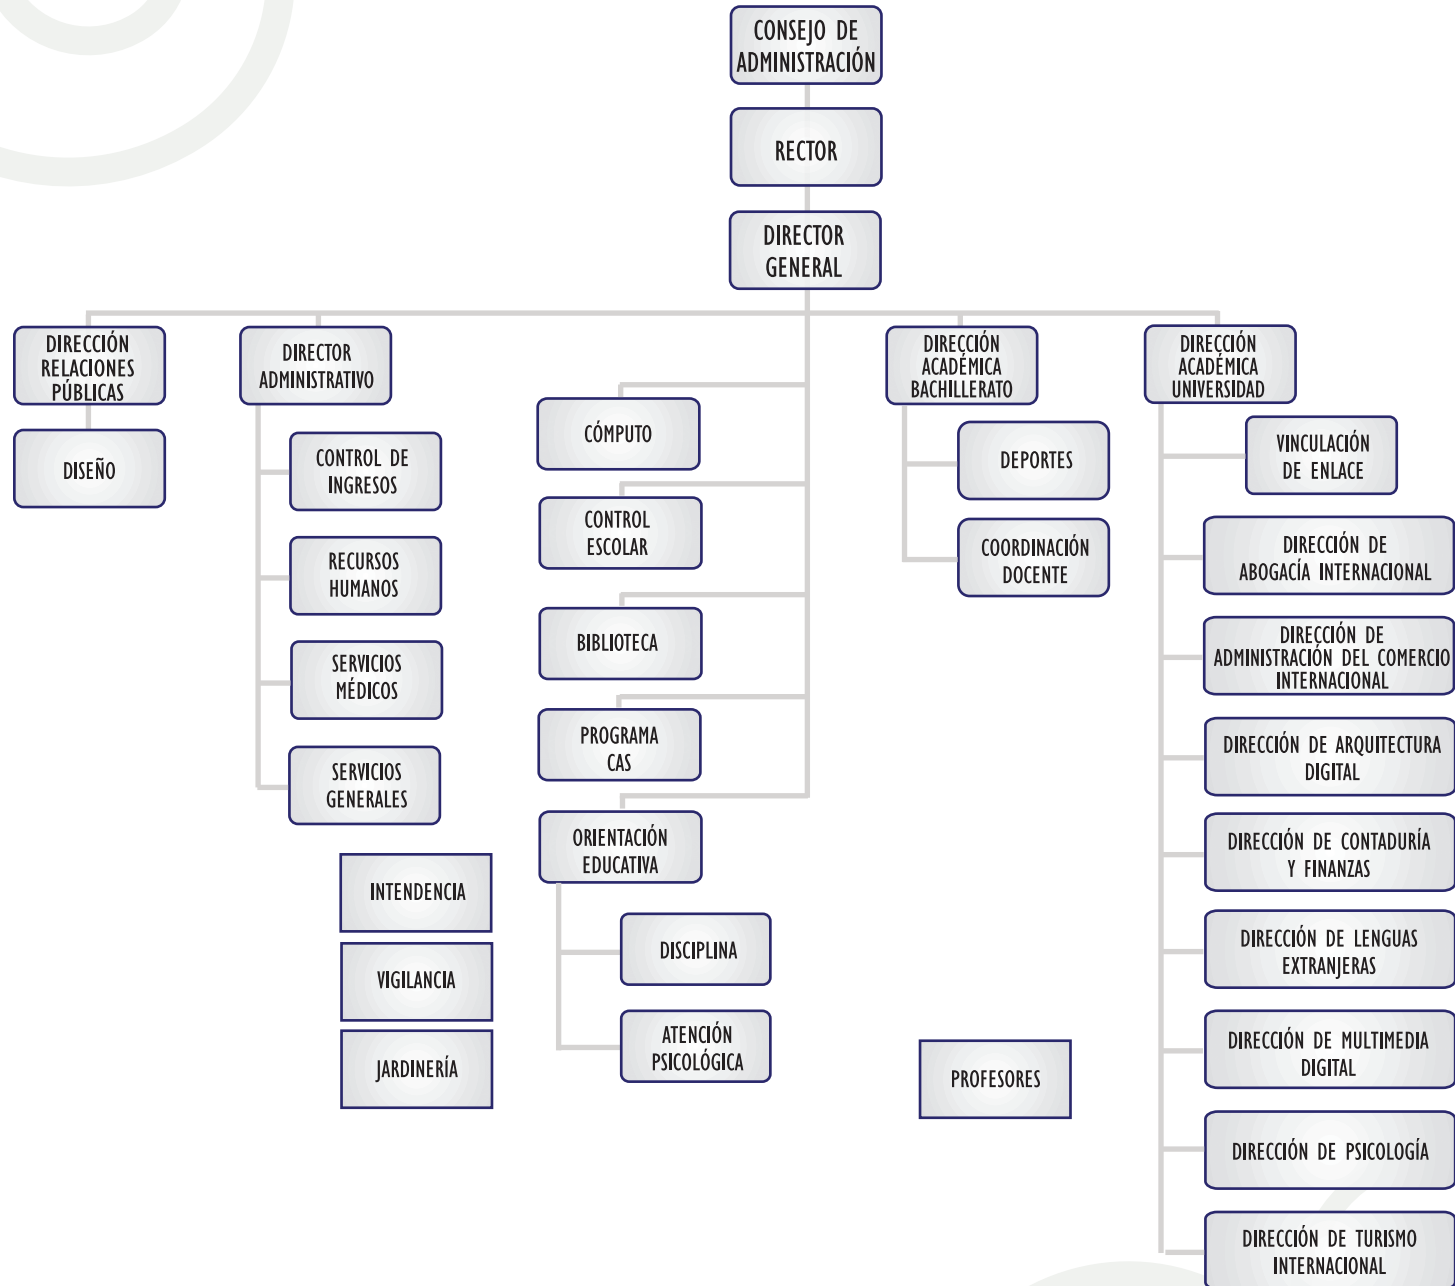 CONSEJO DE
ADMINISTRACIÓN
RECTOR
DIRECTOR
GENERAL
DIRECCIÓN
RELACIONES
PÚBLICAS
DISEÑO
DIRECTOR
ADMINISTRATIVO
CONTROL DE
INGRESOS
RECURSOS
HUMANOS
SERVICIOS
MÉDICOS
SERVICIOS
GENERALES
INTENDENCIA
VIGILANCIA
JARDINERÍA
CÓMPUTO
CONTROL
ESCOLAR
BIBLIOTECA
PROGRAMA
CAS
ORIENTACIÓN
EDUCATIVA
DISCIPLINA
ATENCIÓN
PSICOLÓGICA
DIRECCIÓN
ACADÉMICA
BACHILLERATO
DEPORTES
COORDINACIÓN
DOCENTE
PROFESORES
DIRECCIÓN
ACADÉMICA
UNIVERSIDAD
VINCULACIÓN
DE ENLACE
DIRECCIÓN DE
ABOGACÍA INTERNACIONAL
DIRECCIÓN DE
ADMINISTRACIÓN DEL COMERCIO
INTERNACIONAL
DIRECCIÓN DE ARQUITECTURA
DIGITAL
DIRECCIÓN DE CONTADURÍA
Y FINANZAS
DIRECCIÓN DE LENGUAS
EXTRANJERAS
DIRECCIÓN DE MULTIMEDIA
DIGITAL
DIRECCIÓN DE PSICOLOGÍA
DIRECCIÓN DE TURISMO
INTERNACIONAL